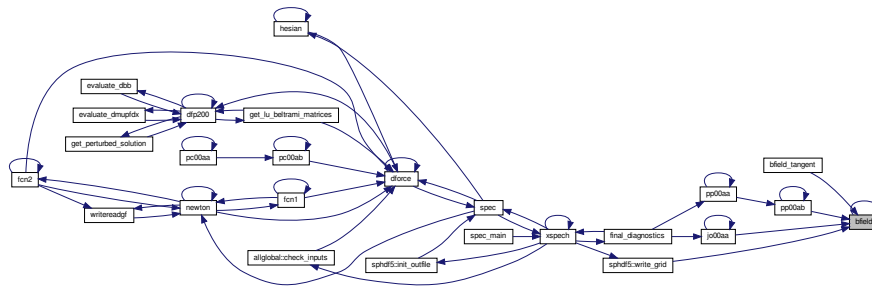 hesian
evaluate_dbb
evaluate_dmupfdx
dfp200
get_lu_beltrami_matrices
get_perturbed_solution
pc00aa
pc00ab
bfield_tangent
fcn2
dforce
pp00aa
fcn1
writereadgf
newton
spec
pp00ab
bfield
spec_main
xspech
final_diagnostics
jo00aa
allglobal::check_inputs
sphdf5::init_outfile
sphdf5::write_grid